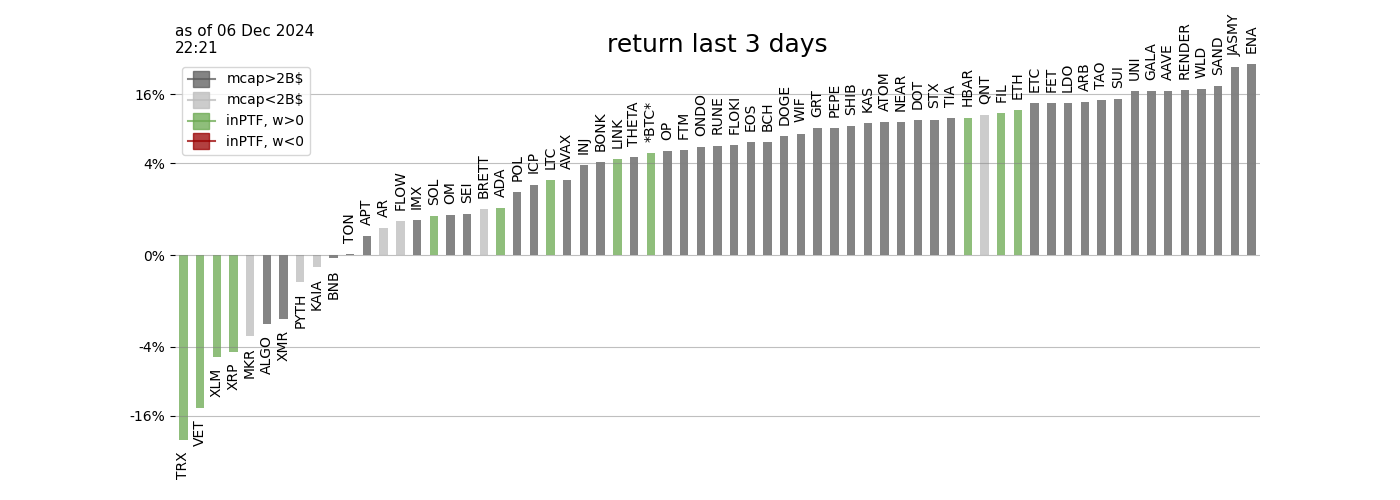 as of 06 Dec 2024
22:21
return last 3 days
mcap>2B$
mcap<2B$
inPTF, w>0
inPTF, w<0
16%
4%
0%
-4%
-16%
TRX
VET
XLM
XRP
MKR
ALGO
XMR
PYTH
KAIA
BNB
TON
APT
AR
FLOW
IMX
SOL
OM
SEI
BRETT
ADA
POL
ICP
LTC
AVAX
INJ
BONK
LINK
THETA
*BTC*
OP
FTM
ONDO
RUNE
FLOKI
EOS
BCH
DOGE
WIF
GRT
PEPE
SHIB
KAS
ATOM
NEAR
DOT
STX
TIA
HBAR
QNT
FIL
ETH
ETC
FET
LDO
ARB
TAO
SUI
UNI
GALA
AAVE
RENDER
WLD
SAND
JASMY
ENA